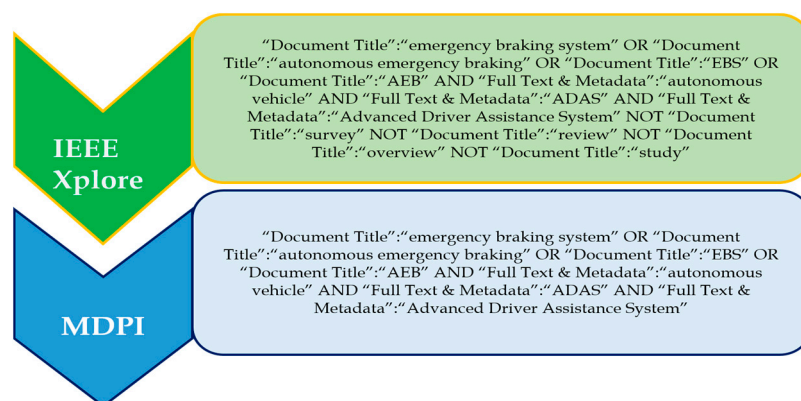 IEEE
Xplore
“Document Title”:“emergency braking system” OR “Document
Title”:“autonomous emergency braking” OR “Document Title”:“EBS” OR
“Document Title”:“AEB” AND “Full Text & Metadata”:“autonomous
vehicle” AND “Full Text & Metadata”:“ADAS” AND “Full Text &
Metadata”:“Advanced Driver Assistance System” NOT “Document
Title”:“survey” NOT “Document Title”:“review” NOT “Document
Title”:“overview” NOT “Document Title”:“study”
MDPI
“Document Title”:“emergency braking system” OR “Document
Title”:“autonomous emergency braking” OR “Document Title”:“EBS” OR
“Document Title”:“AEB” AND “Full Text & Metadata”:“autonomous
vehicle” AND “Full Text & Metadata”:“ADAS” AND “Full Text &
Metadata”:“Advanced Driver Assistance System”